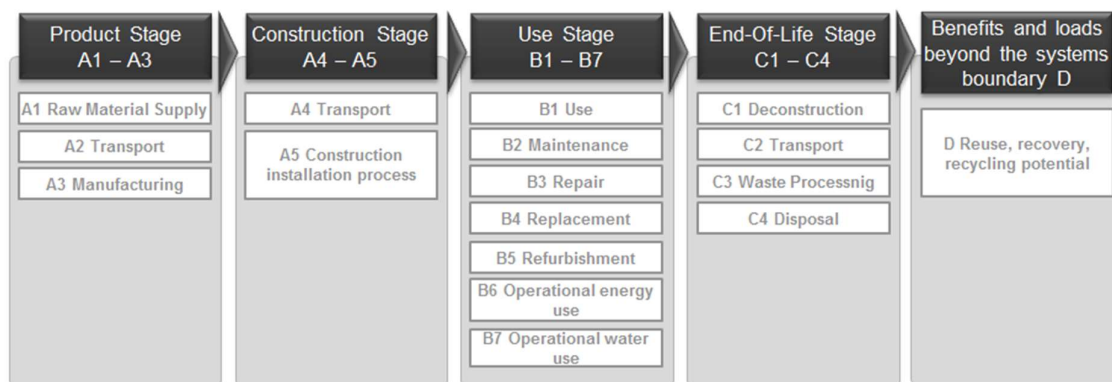 Product Stage
A1 – A3
A1 Raw Material Supply
A2 Transport
A3 Manufacturing
Construction Stage
A4 – A5
A4 Transport
A5 Construction
installation process
Use Stage
B1 – B7
B1 Use
B2 Maintenance
B3 Repair
B4 Replacement
B5 Refurbishment
B6 Operational energy
use
B7 Operational water
use
End-Of-Life Stage
C1 – C4
C1 Deconstruction
C2 Transport
C3 Waste Processnig
C4 Disposal
Benefits and loads
beyond the systems
boundary D
D Reuse, recovery,
recycling potential